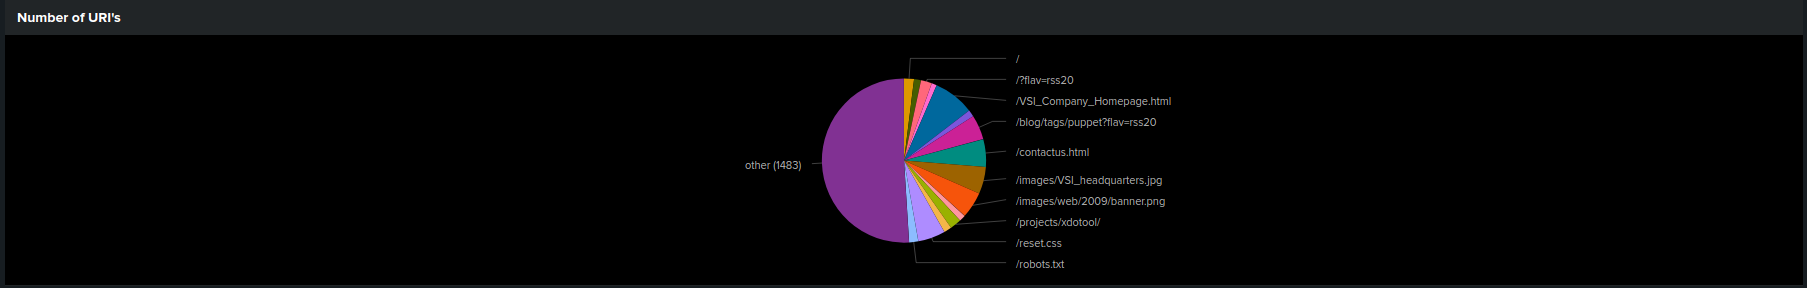 Number of URI's
/
/?flav=rss20
/VSI_Company_Homepage.html
/blog/tags/puppet?flav=rss20
/contactus.html
other (1483)
/images/VSI_headquarters.jpg
/images/web/2009/banner.png
/projects/xdotool/
/reset.css
/robots.txt